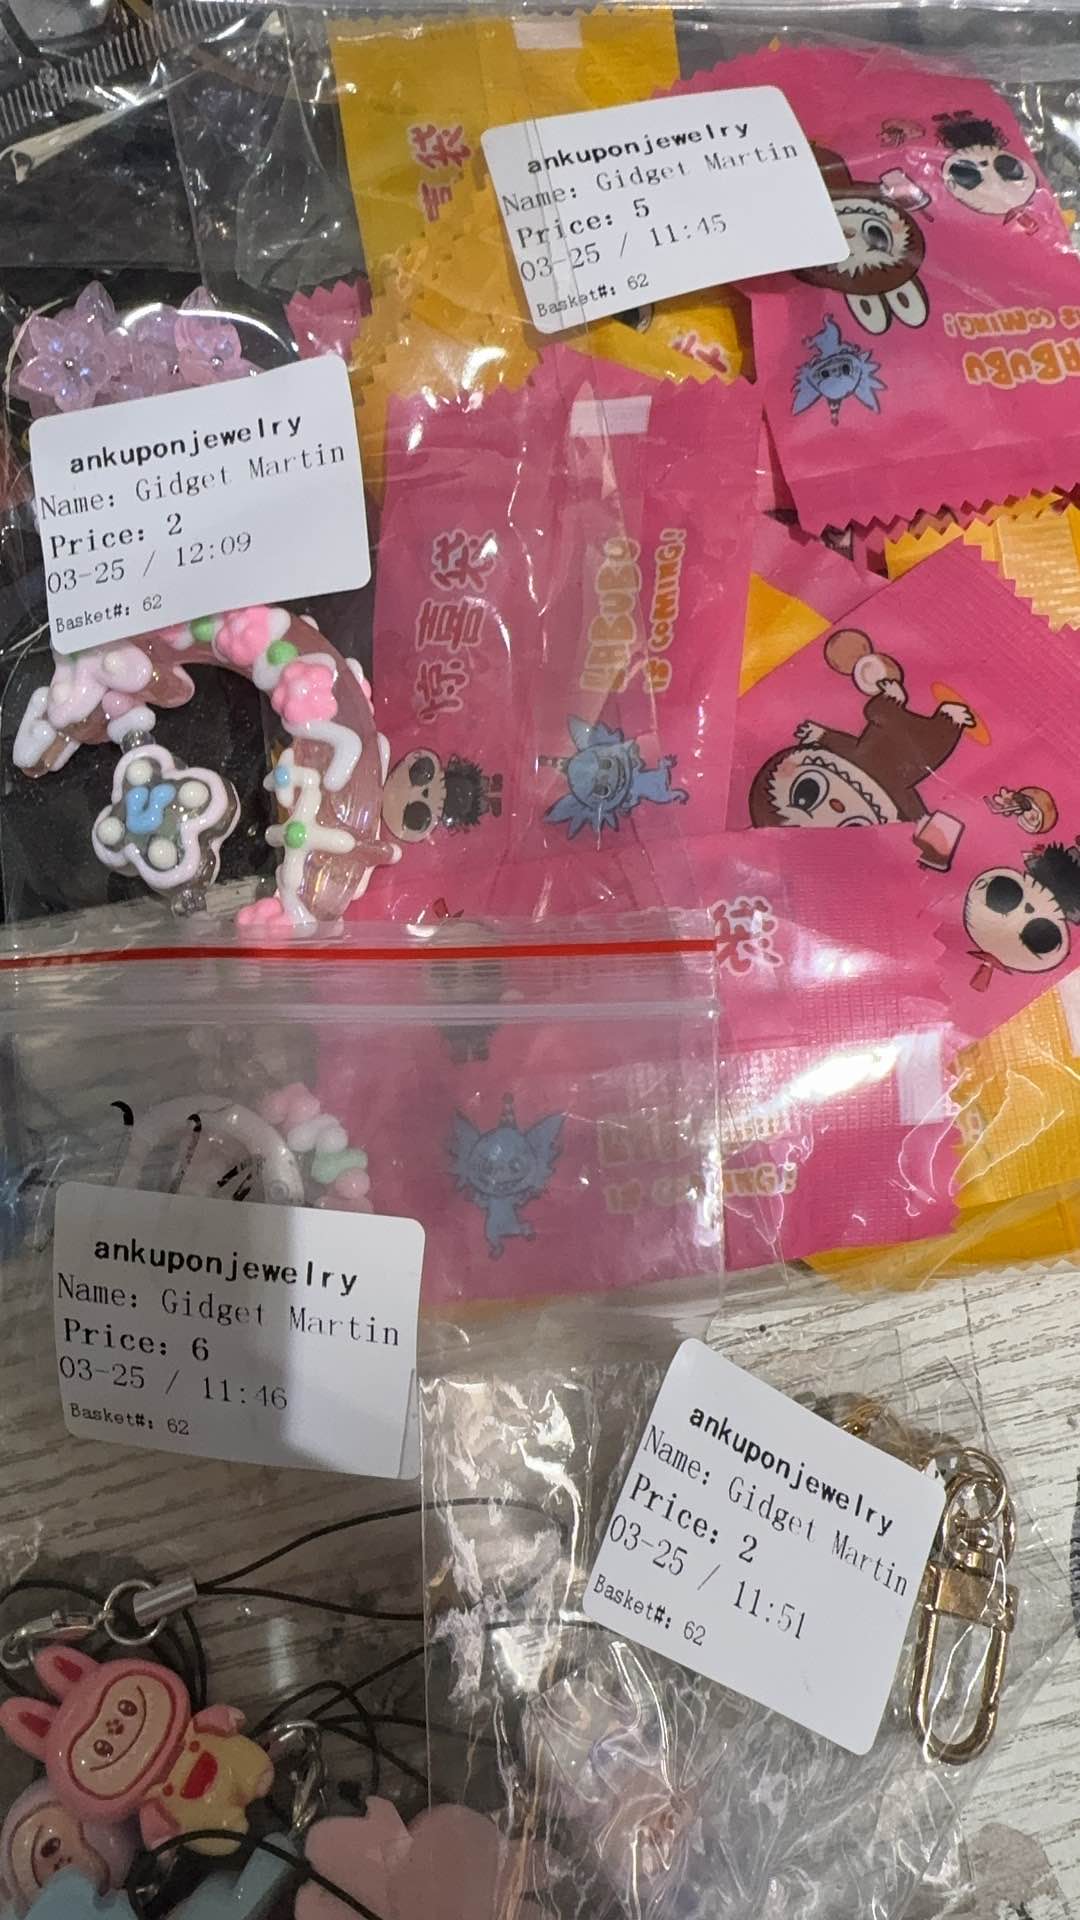 ankuponjewelry
Name: Gidget Martin
Price: 5
03-25 / 11:45
Basket#: 62
COMING!
ankuponjewelry
Name: Gidget Martin
Price: 2
03-25 / 12:09
Basket#: 62
惊喜袋
LABUBU
IS COMING!
袋
ankuponjewelry
Name: Gidget Martin
Price: 6
03-25 / 11:46
Basket#: 62
ankuponjewelry
Name: Gidget Martin
Price: 2
03-25 / 11:51
Basket#: 62